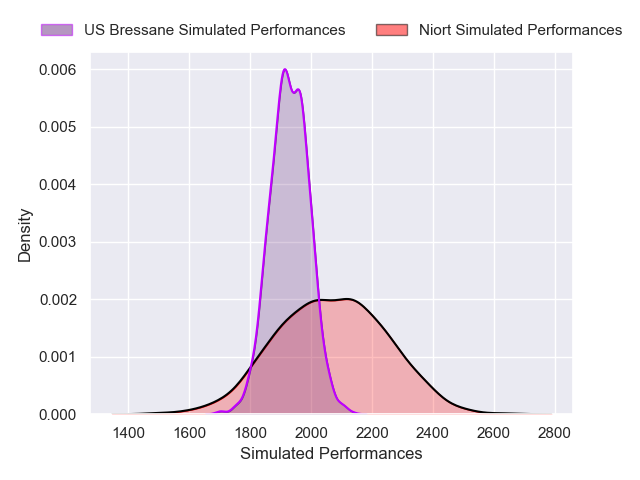 US Bressane Simulated Performances Niort Simulated Performances
0.006
0.005
0.004
0.003
0.002
0.001
0.000
Density
1400 1600 1800 2000 2200 2400 2600 2800
Simulated Performances